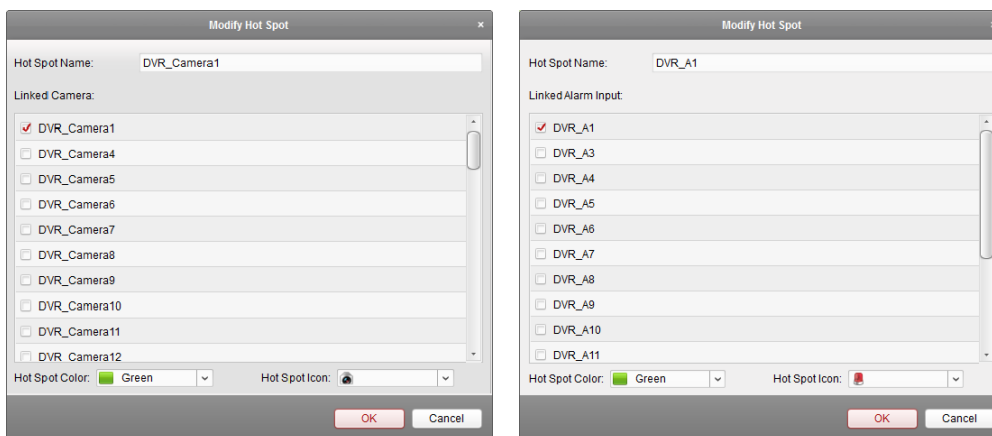 Modify Hot Spot ×
Hot Spot Name: DVR_Camera1
Linked Camera:
DVR_Camera1
DVR_Camera4
DVR_Camera5
DVR_Camera6
DVR_Camera7
DVR_Camera8
DVR_Camera9
DVR_Camera10
DVR_Camera11
DVR_Camera12
Hot Spot Color: Green Hot Spot Icon:
OK Cancel
Modify Hot Spot
Hot Spot Name: DVR_A1
Linked Alarm Input:
DVR_A1
DVR_A3
DVR_A4
DVR_A5
DVR_A6
DVR_A7
DVR_A8
DVR_A9
DVR_A10
DVR_A11
Hot Spot Color: Green Hot Spot Icon:
OK Cancel